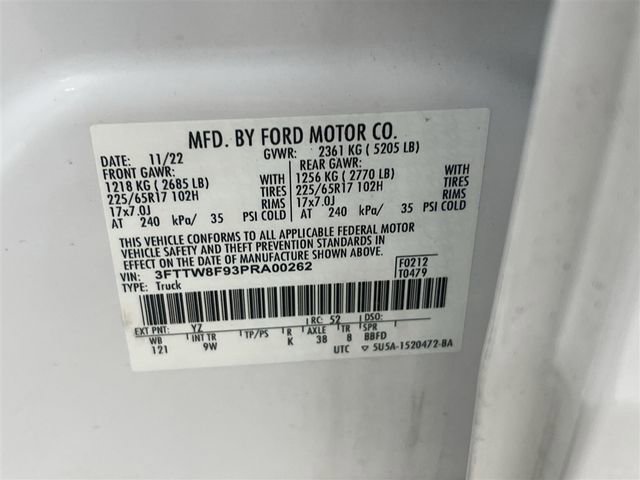 MFD. BY FORD MOTOR CO.
DATE: 11/22 GVWR: 2361 KG ( 5205 LB)
FRONT GAWR: REAR GAWR:
1218 KG ( 2685 LB) WITH 1256 KG ( 2770 LB) WITH
225/65R17 102H TIRES 225/65R17 102H TIRES
17x7.0J RIMS 17x7.0J RIMS
AT 240 kPa/ 35 PSI COLD AT 240 kPa/ 35 PSI COLD
THIS VEHICLE CONFORMS TO ALL APPLICABLE FEDERAL MOTOR
VEHICLE SAFETY AND THEFT PREVENTION STANDARDS IN
EFFECT ON THE DATE OF MANUFACTURE SHOWN ABOVE.
VIN: 3FTTW8F93PRA00262 F0212
TYPE: Truck T0479
EXT PNT: YZ RC: 52 DSO:
WB INT TR TP/PS R AXLE TR SPR
121 9W K 38 8 BBFD
UTC ▽ 5U5A-1520472-BA